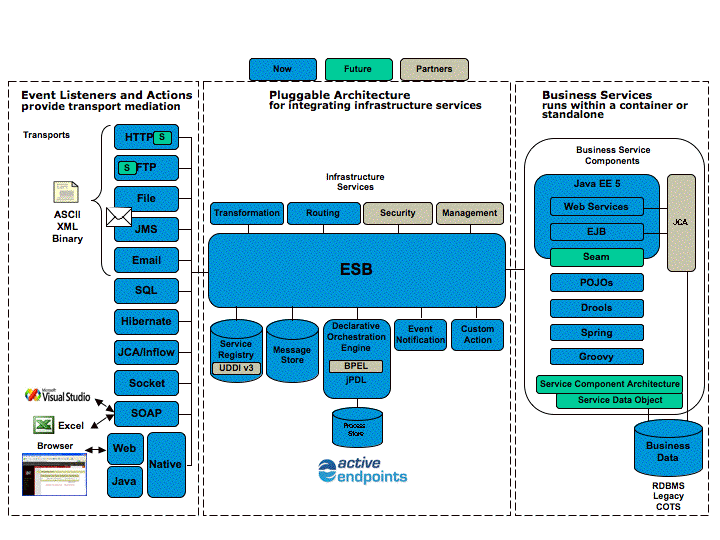 Now
Future
Partners
Event Listeners and Actions
provide transport mediation
Transports
HTTP
S
S
FTP
File
JMS
Email
SQL
Hibernate
JCA/Inflow
Socket
SOAP
Web
Java
Native
ASCII
XML
Binary
Microsoft
Visual Studio
Excel
Browser
Pluggable Architecture
for integrating infrastructure services
Infrastructure
Services
Transformation
Routing
Security
Management
ESB
Service
Registry
UDDI v3
Message
Store
Declarative
Orchestration
Engine
BPEL
jPDL
Event
Notification
Custom
Action
Process
Store
active
endpoints
Business Services
runs within a container or
standalone
Business Service
Components
Java EE 5
Web Services
EJB
Seam
JCA
POJOs
Drools
Spring
Groovy
Service Component Architecture
Service Data Object
Business
Data
RDBMS
Legacy
COTS